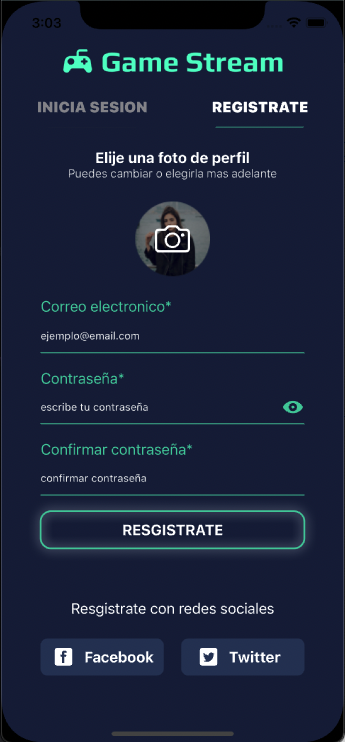 3:03
Game Stream
INICIA SESION REGISTRATE
Elije una foto de perfil
Puedes cambiar o elegirla mas adelante
Correo electronico*
ejemplo@email.com
Contraseña*
escribe tu contraseña
Confirmar contraseña*
confirmar contraseña
RESGISTRATE
Resgistrate con redes sociales
Facebook Twitter